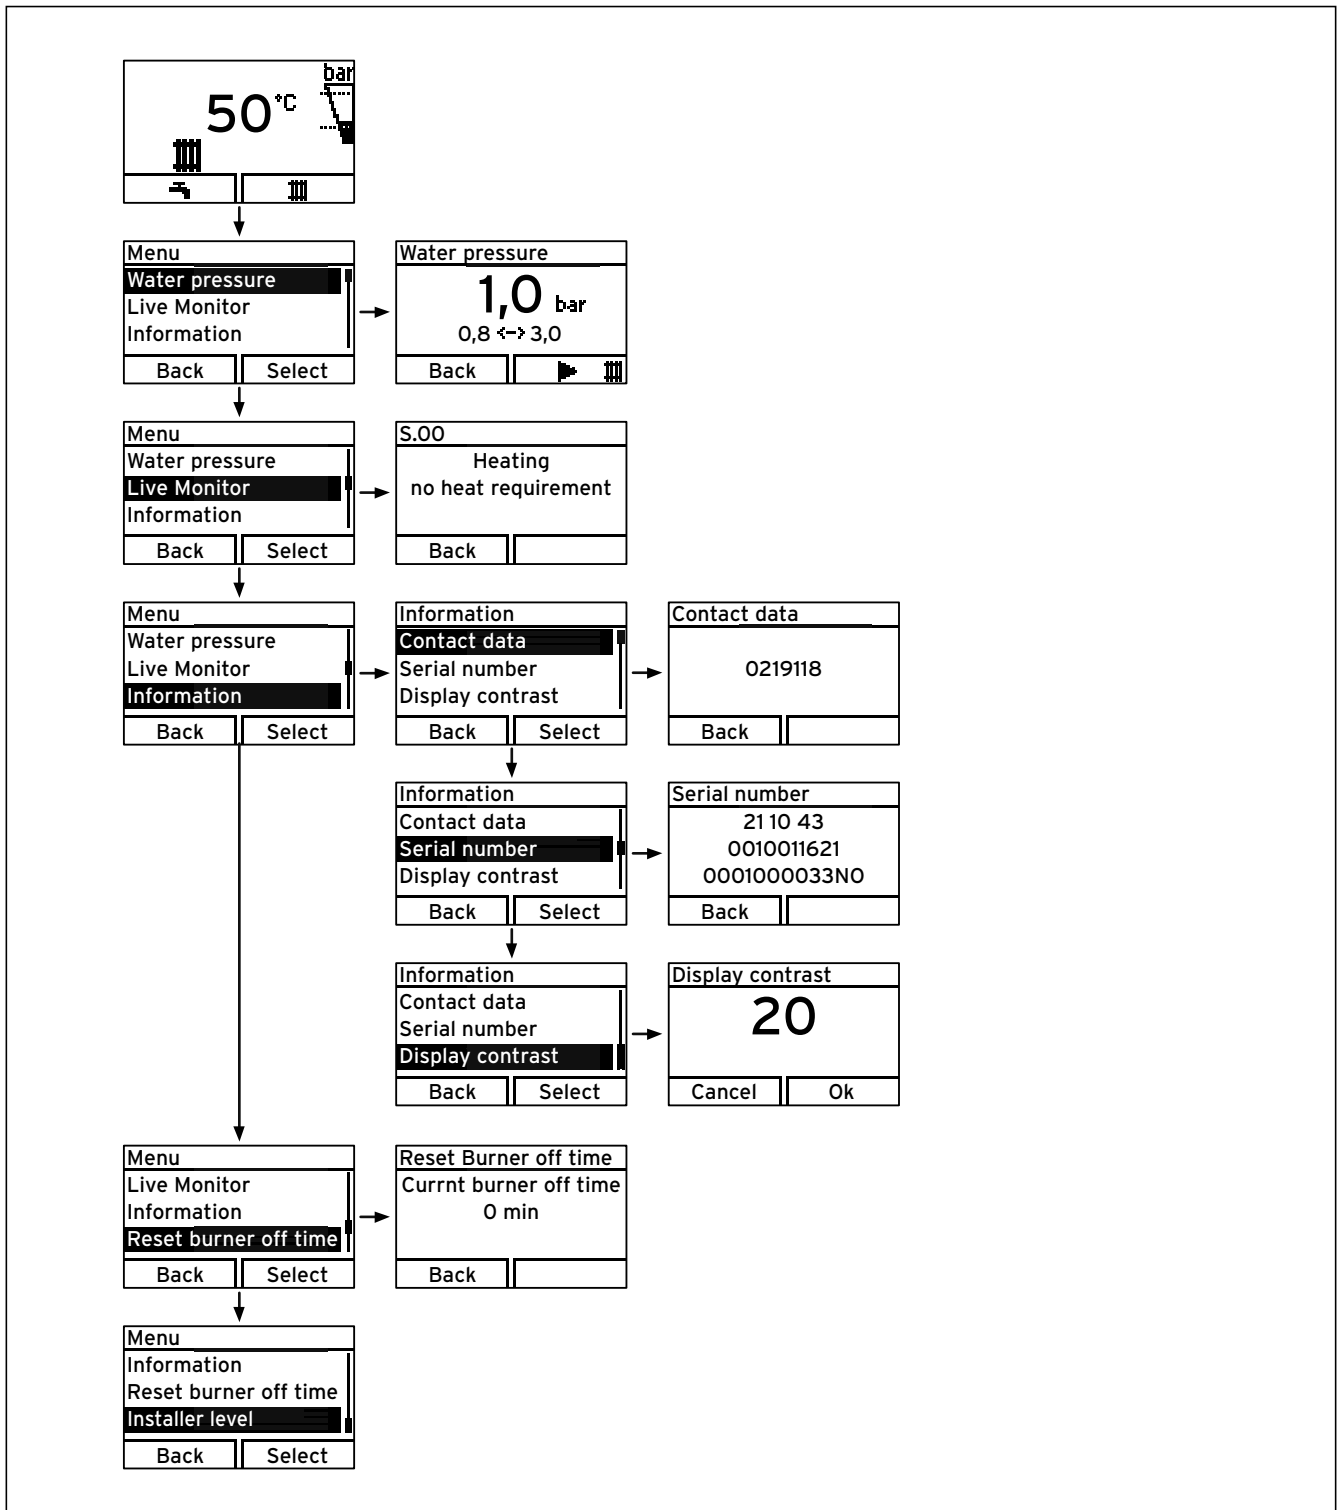 bar
50 °C
Menu
Water pressure
Live Monitor
Information
Back Select
Water pressure
1,0 bar
0,8 <-> 3,0
Back
Menu
Water pressure
Live Monitor
Information
Back Select
S.00
Heating
no heat requirement
Back
Menu
Water pressure
Live Monitor
Information
Back Select
Information
Contact data
Serial number
Display contrast
Back Select
Contact data
0219118
Back
Information
Contact data
Serial number
Display contrast
Back Select
Serial number
21 10 43
0010011621
0001000033N0
Back
Information
Contact data
Serial number
Display contrast
Back Select
Display contrast
20
Cancel Ok
Menu
Live Monitor
Information
Reset burner off time
Back Select
Reset Burner off time
Currnt burner off time
0 min
Back
Menu
Information
Reset burner off time
Installer level
Back Select